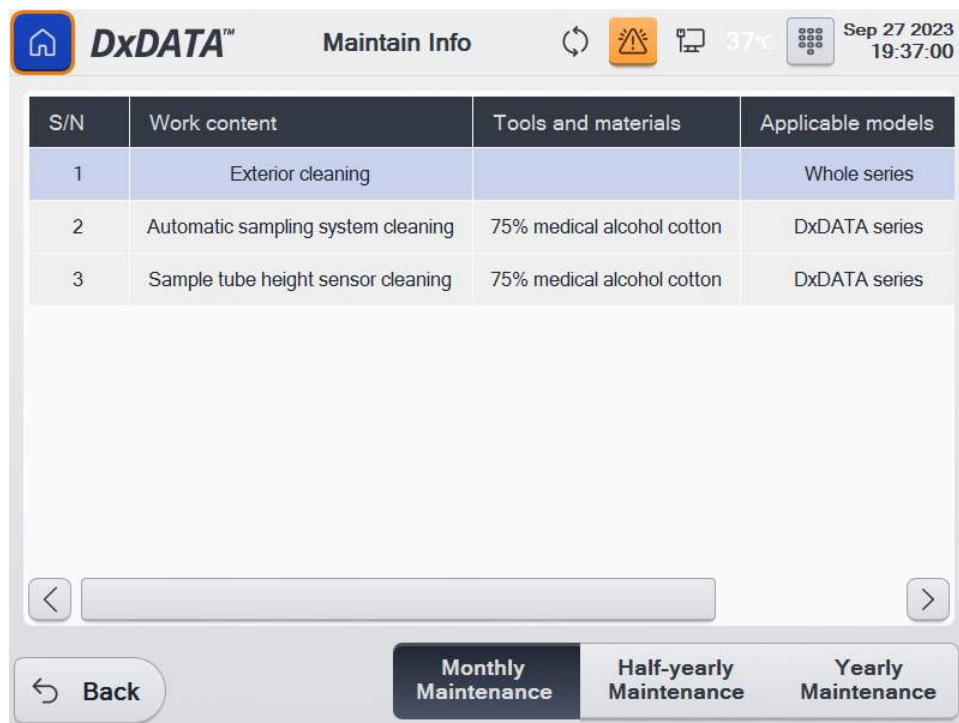 DxDATA™ Maintain Info 37°C Sep 27 2023
19:37:00
S/N Work content Tools and materials Applicable models
1 Exterior cleaning Whole series
2 Automatic sampling system cleaning 75% medical alcohol cotton DxDATA series
3 Sample tube height sensor cleaning 75% medical alcohol cotton DxDATA series
Back
Monthly
Maintenance
Half-yearly
Maintenance
Yearly
Maintenance